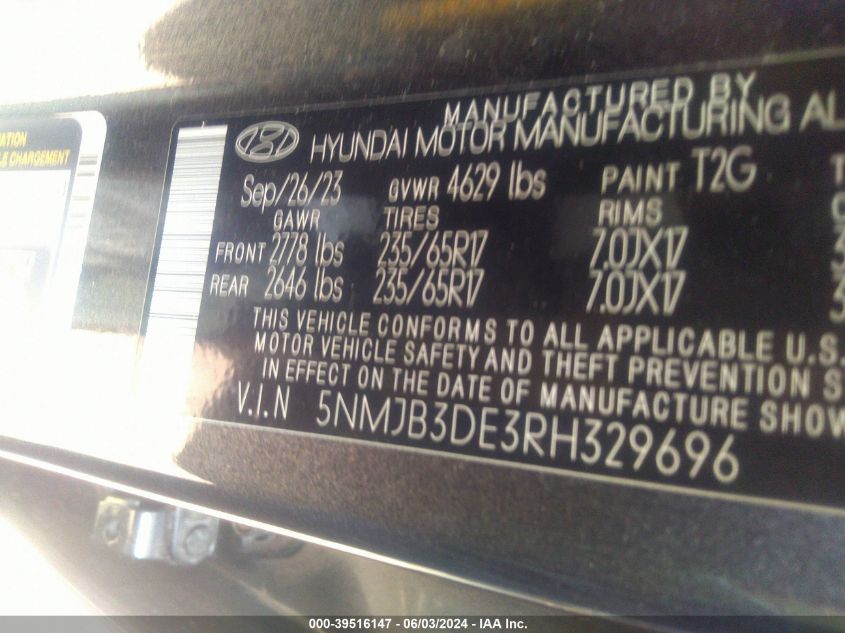 MANUFACTURED BY
HYUNDAI MOTOR MANUFACTURING AL
Sep/26/23 GVWR 4629 lbs PAINT T2G
GAWR TIRES RIMS
FRONT 2778 lbs 235/65R17 7.0JX17
REAR 2646 lbs 235/65R17 7.0JX17
THIS VEHICLE CONFORMS TO ALL APPLICABLE U.S.
MOTOR VEHICLE SAFETY AND THEFT PREVENTION S
IN EFFECT ON THE DATE OF MANUFACTURE SHOW
V.I.N 5NMJB3DE3RH329696
CHARGEMENT
000-39516147 - 06/03/2024 - IAA Inc.